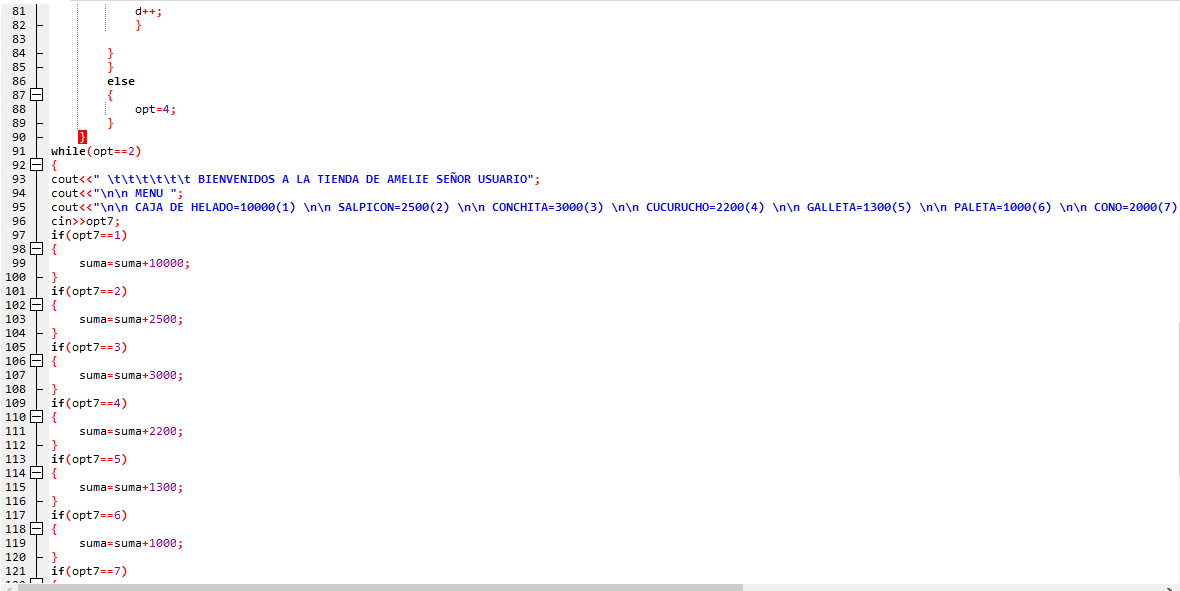 81 d++;
82 }
83
84 }
85 }
86 else
87 {
88 opt=4;
89 }
90 }
91 while(opt==2)
92 {
93 cout<<" \t\t\t\t\t\t BIENVENIDOS A LA TIENDA DE AMELIE SEÑOR USUARIO";
94 cout<<"\n\n MENU ";
95 cout<<"\n\n CAJA DE HELADO=10000(1) \n\n SALPICON=2500(2) \n\n CONCHITA=3000(3) \n\n CUCURUCHO=2200(4) \n\n GALLETA=1300(5) \n\n PALETA=1000(6) \n\n CONO=2000(7)
96 cin>>opt7;
97 if(opt7==1)
98 {
99 suma=suma+10000;
100 }
101 if(opt7==2)
102 {
103 suma=suma+2500;
104 }
105 if(opt7==3)
106 {
107 suma=suma+3000;
108 }
109 if(opt7==4)
110 {
111 suma=suma+2200;
112 }
113 if(opt7==5)
114 {
115 suma=suma+1300;
116 }
117 if(opt7==6)
118 {
119 suma=suma+1000;
120 }
121 if(opt7==7)